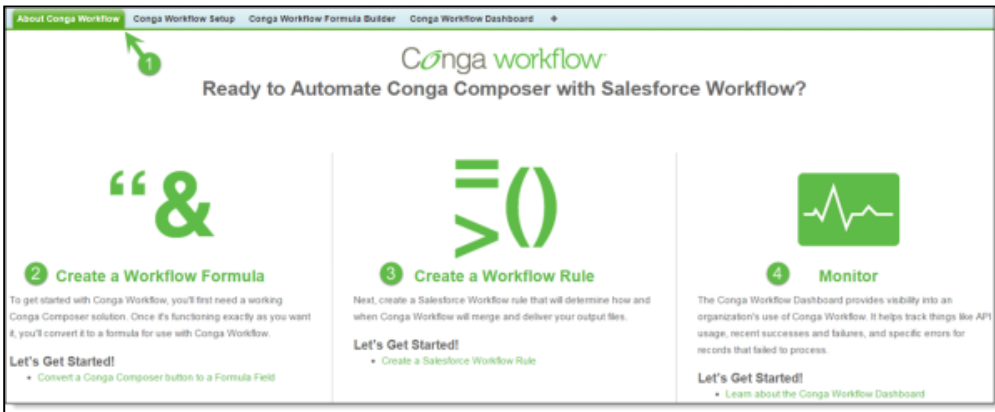 About Conga Workflow Conga Workflow Setup Conga Workflow Formula Builder Conga Workflow Dashboard +
1
Conga workflow
Ready to Automate Conga Composer with Salesforce Workflow?
“&
2 Create a Workflow Formula
To get started with Conga Workflow, you'll first need a working
Conga Composer solution. Once it's functioning exactly as you want
it, you'll convert it to a formula for use with Conga Workflow.
Let's Get Started!
• Convert a Conga Composer button to a Formula Field
=
>()
3 Create a Workflow Rule
Next, create a Salesforce Workflow rule that will determine how and
when Conga Workflow will merge and deliver your output files.
Let's Get Started!
• Create a Salesforce Workflow Rule
4 Monitor
The Conga Workflow Dashboard provides visibility into an
organization's use of Conga Workflow. It helps track things like API
usage, recent successes and failures, and specific errors for
records that failed to process.
Let's Get Started!
• Learn about the Conga Workflow Dashboard